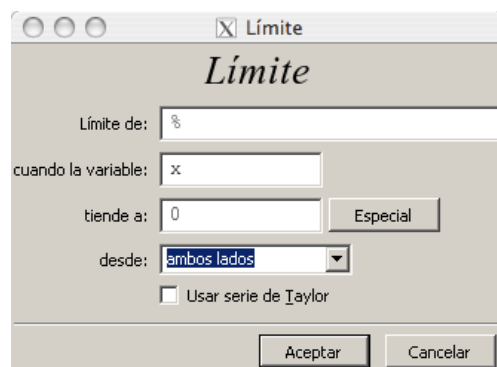 X Límite
Límite
Límite de: %
cuando la variable: x
tiende a: 0 Especial
desde: ambos lados
Usar serie de Taylor
Aceptar Cancelar